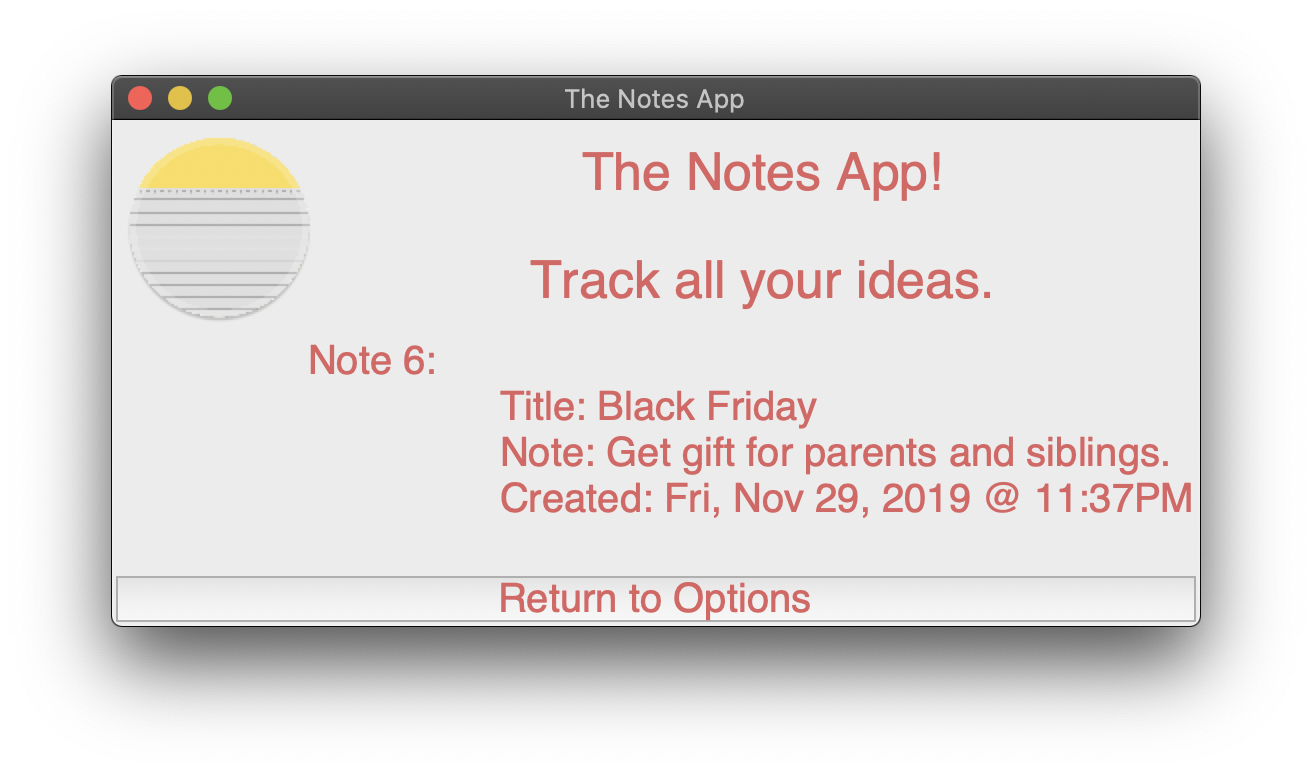 The Notes App
The Notes App!
Track all your ideas.
Note 6:
Title: Black Friday
Note: Get gift for parents and siblings.
Created: Fri, Nov 29, 2019 @ 11:37PM
Return to Options